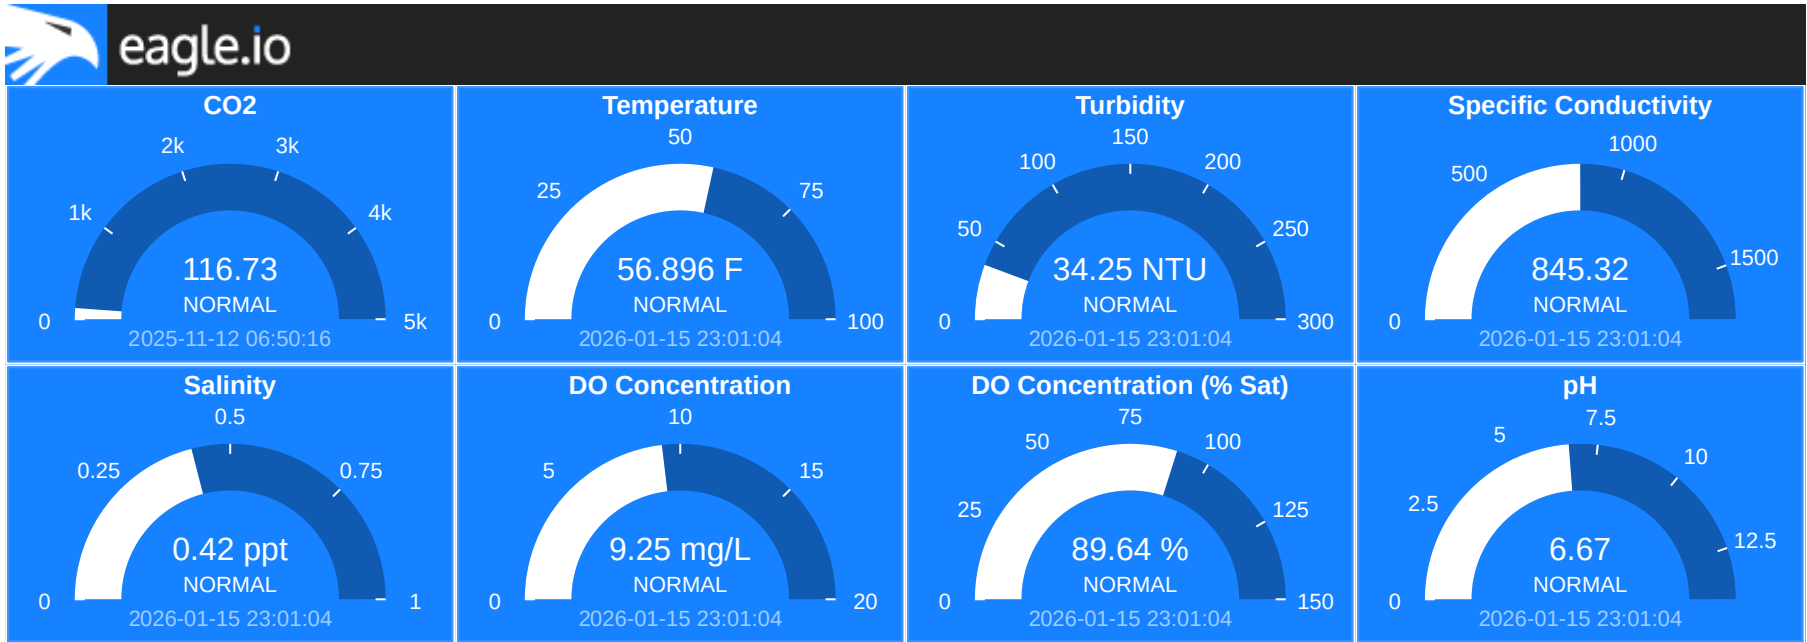 eagle.io
CO2
0
1k
2k
3k
4k
5k
116.73
NORMAL
2025-11-12 06:50:16
Temperature
0
25
50
75
100
56.896 F
NORMAL
2026-01-15 23:01:04
Turbidity
0
50
100
150
200
250
300
34.25 NTU
NORMAL
2026-01-15 23:01:04
Specific Conductivity
0
500
1000
1500
845.32
NORMAL
2026-01-15 23:01:04
Salinity
0
0.25
0.5
0.75
1
0.42 ppt
NORMAL
2026-01-15 23:01:04
DO Concentration
0
5
10
15
20
9.25 mg/L
NORMAL
2026-01-15 23:01:04
DO Concentration (% Sat)
0
25
50
75
100
125
150
89.64 %
NORMAL
2026-01-15 23:01:04
pH
0
2.5
5
7.5
10
12.5
6.67
NORMAL
2026-01-15 23:01:04